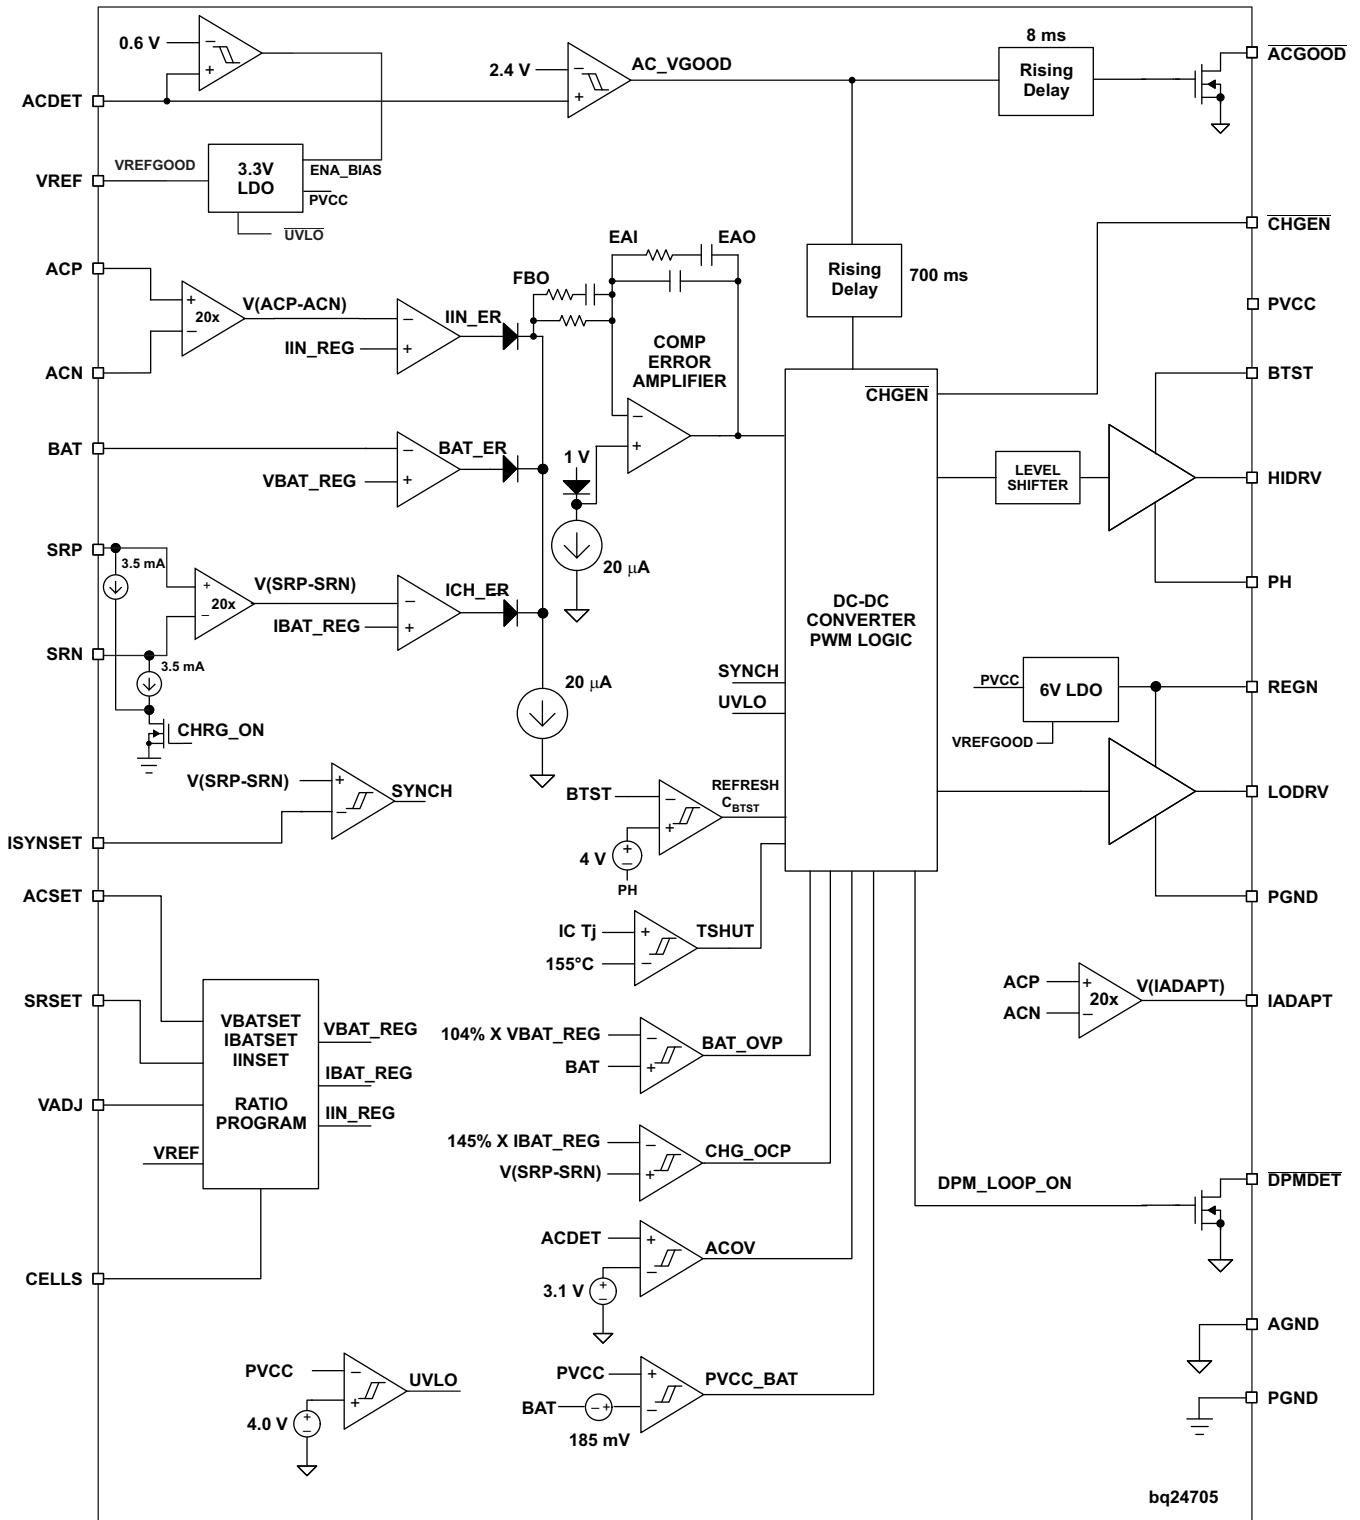 8 ms
0.6 V
−
+
2.4 V
−
+
AC_VGOOD
Rising
Delay
ACGOOD
ACDET
VREFGOOD
VREF
3.3V
LDO
ENA_BIAS
PVCC
UVLO
CHGEN
EAI
EAO
FBO
Rising
Delay
700 ms
ACP
+
20x
−
V(ACP-ACN)
−
+
IIN_ER
IIN_REG
PVCC
ACN
COMP
ERROR
AMPLIFIER
−
+
CHGEN
BTST
BAT
BAT_ER
−
+
VBAT_REG
1 V
LEVEL
SHIFTER
HIDRV
SRP
3.5 mA
+
20x
−
V(SRP-SRN)
−
+
ICH_ER
IBAT_REG
20 μA
PH
DC-DC
CONVERTER
PWM LOGIC
SRN
3.5 mA
CHRG_ON
20 μA
SYNCH
UVLO
PVCC
6V LDO
REGN
VREFGOOD
V(SRP-SRN)
+
−
SYNCH
BTST
−
+
REFRESH
CBTST
LODRV
ISYNSET
4 V
+
−
PH
ACSET
PGND
IC Tj
+
TSHUT
155°C
−
ACP
+
20x
V(IADAPT)
IADAPT
ACN
−
SRSET
VBATSET
IBATSET
IINSET
RATIO
PROGRAM
VBAT_REG
IBAT_REG
IIN_REG
104% X VBAT_REG
−
BAT_OVP
BAT
+
VADJ
VREF
145% X IBAT_REG
−
CHG_OCP
V(SRP-SRN)
+
DPM_LOOP_ON
DPMDET
ACDET
+
ACOV
−
3.1 V
+
−
CELLS
AGND
PVCC
−
UVLO
+
4.0 V
+
−
PVCC
+
PVCC_BAT
BAT
− +
−
185 mV
PGND
bq24705